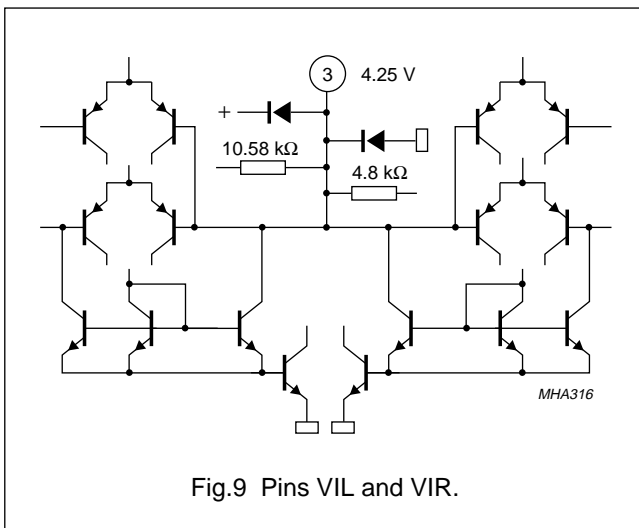 3 4.25 V
+
10.58 kΩ
4.8 kΩ
MHA316
Fig.9 Pins VIL and VIR.